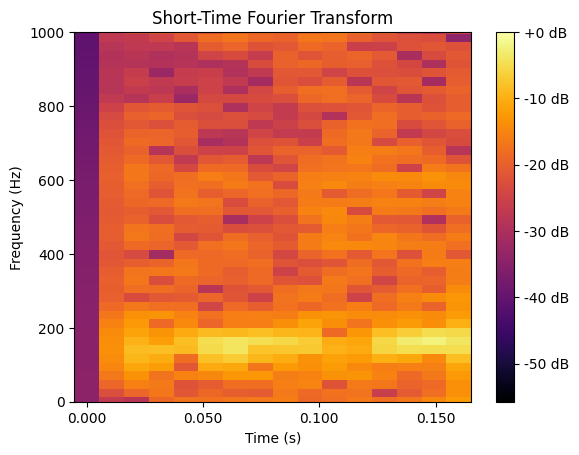 Short-Time Fourier Transform
1000
800
600
400
200
0
Frequency (Hz)
0.000
0.050
0.100
0.150
Time (s)
+0 dB
-10 dB
-20 dB
-30 dB
-40 dB
-50 dB